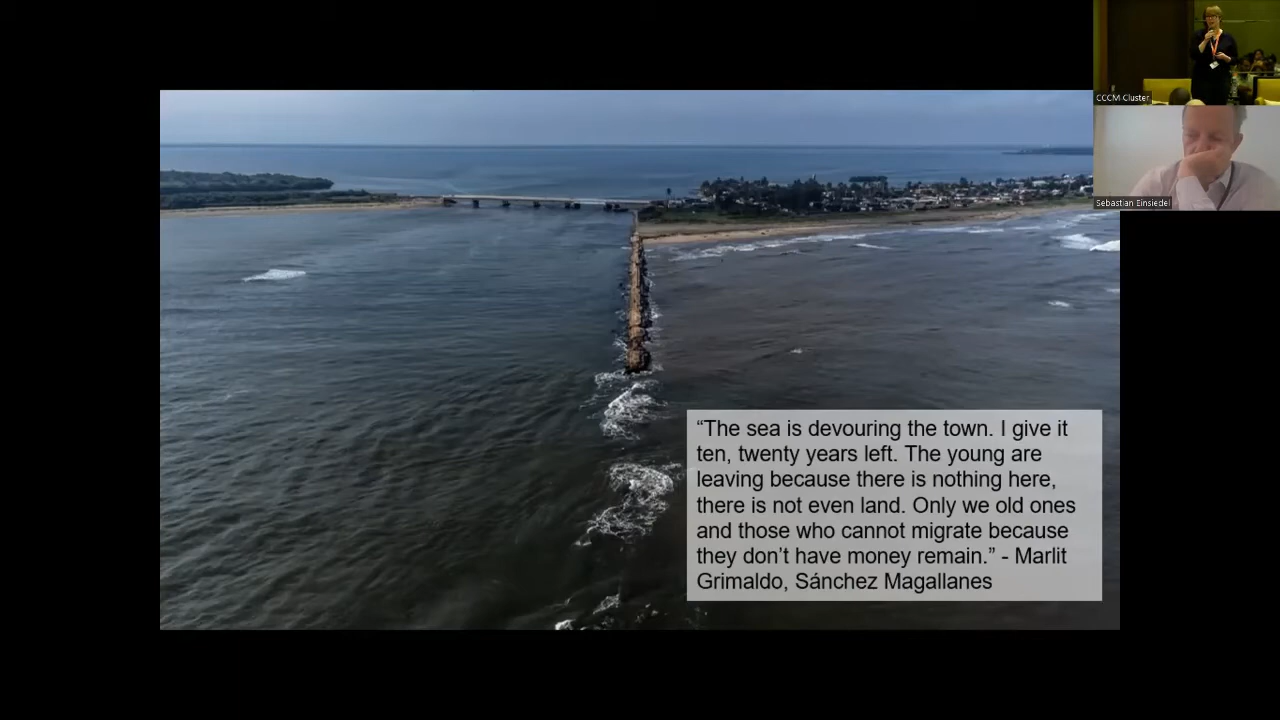 CCCM Cluster
Sebastian Einsiedel
“The sea is devouring the town. I give it
ten, twenty years left. The young are
leaving because there is nothing here,
there is not even land. Only we old ones
and those who cannot migrate because
they don’t have money remain.” - Marlit
Grimaldo, Sánchez Magallanes